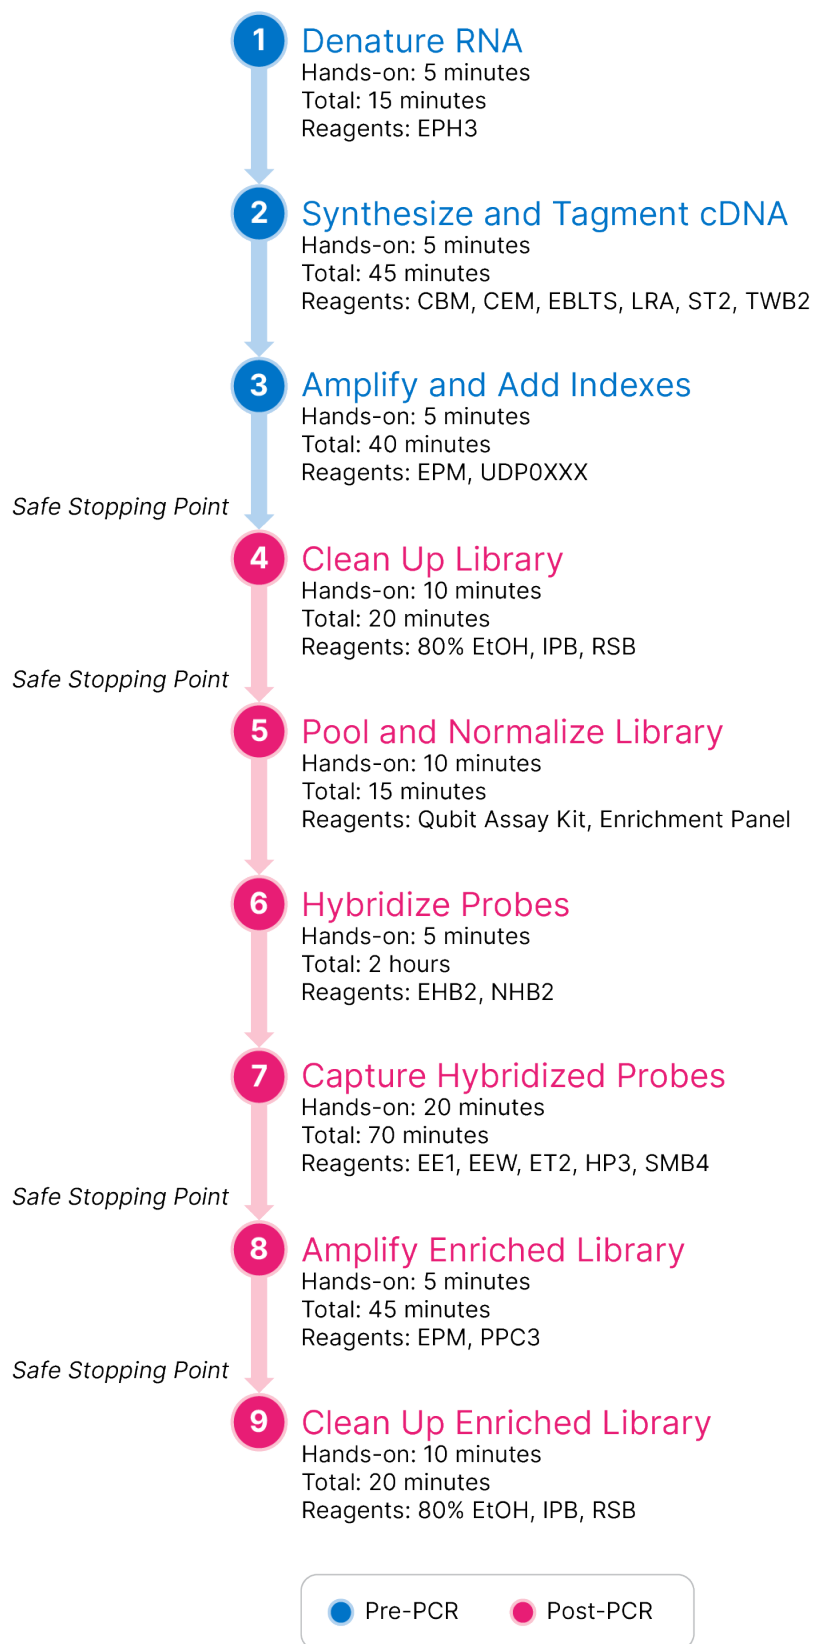 1
Denature RNA
Hands-on: 5 minutes
Total: 15 minutes
Reagents: EPH3
2
Synthesize and Tagment cDNA
Hands-on: 5 minutes
Total: 45 minutes
Reagents: CBM, CEM, EBLTS, LRA, ST2, TWB2
3
Amplify and Add Indexes
Hands-on: 5 minutes
Total: 40 minutes
Reagents: EPM, UDP0XXX
Safe Stopping Point
4
Clean Up Library
Hands-on: 10 minutes
Total: 20 minutes
Reagents: 80% EtOH, IPB, RSB
Safe Stopping Point
5
Pool and Normalize Library
Hands-on: 10 minutes
Total: 15 minutes
Reagents: Qubit Assay Kit, Enrichment Panel
6
Hybridize Probes
Hands-on: 5 minutes
Total: 2 hours
Reagents: EHB2, NHB2
7
Capture Hybridized Probes
Hands-on: 20 minutes
Total: 70 minutes
Reagents: EE1, EEW, ET2, HP3, SMB4
Safe Stopping Point
8
Amplify Enriched Library
Hands-on: 5 minutes
Total: 45 minutes
Reagents: EPM, PPC3
Safe Stopping Point
9
Clean Up Enriched Library
Hands-on: 10 minutes
Total: 20 minutes
Reagents: 80% EtOH, IPB, RSB
Pre-PCR
Post-PCR